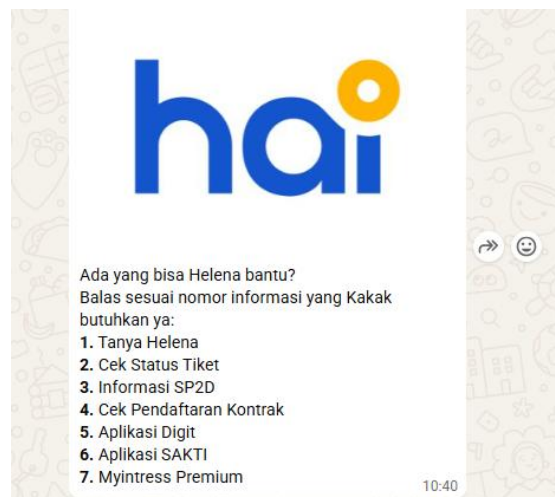 hai
Ada yang bisa Helena bantu?
Balas sesuai nomor informasi yang Kakak
butuhkan ya:
1. Tanya Helena
2. Cek Status Tiket
3. Informasi SP2D
4. Cek Pendaftaran Kontrak
5. Aplikasi Digit
6. Aplikasi SAKTI
7. Myintress Premium
10:40